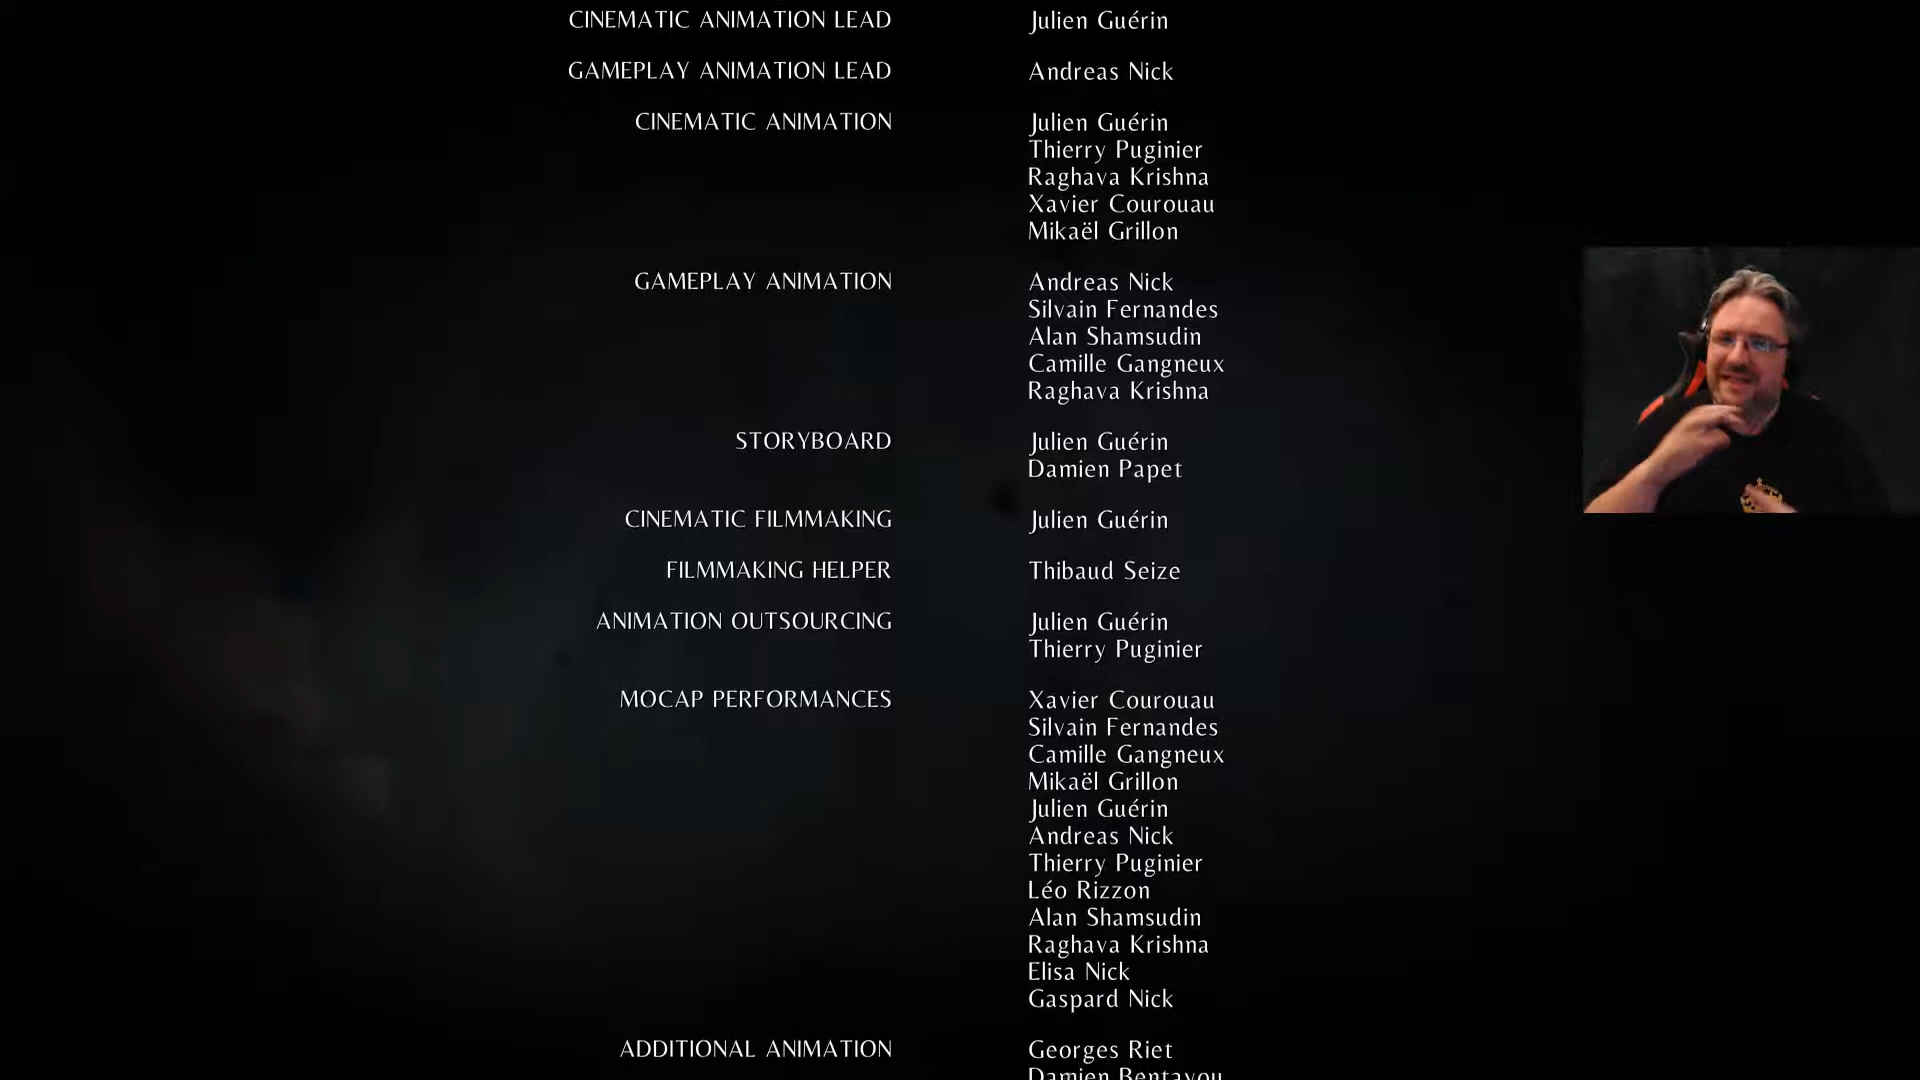 CINEMATIC ANIMATION LEAD Julien Guérin
GAMEPLAY ANIMATION LEAD Andreas Nick
CINEMATIC ANIMATION Julien Guérin
Thierry Puginier
Raghava Krishna
Xavier Courouau
Mikaël Grillon
GAMEPLAY ANIMATION Andreas Nick
Silvain Fernandes
Alan Shamsudin
Camille Gangneux
Raghava Krishna
STORYBOARD Julien Guérin
Damien Papet
CINEMATIC FILMMAKING Julien Guérin
FILMMAKING HELPER Thibaud Seize
ANIMATION OUTSOURCING Julien Guérin
Thierry Puginier
MOCAP PERFORMANCES Xavier Courouau
Silvain Fernandes
Camille Gangneux
Mikaël Grillon
Julien Guérin
Andreas Nick
Thierry Puginier
Léo Rizzon
Alan Shamsudin
Raghava Krishna
Elisa Nick
Gaspard Nick
ADDITIONAL ANIMATION Georges Riet
Damien Bentayou